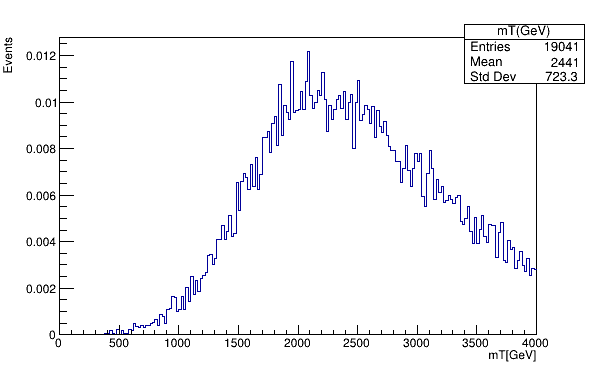 mT(GeV)
Entries 19041
Mean 2441
Std Dev 723.3
Events
0.012
0.01
0.008
0.006
0.004
0.002
0
0 500 1000 1500 2000 2500 3000 3500 4000
mT[GeV]